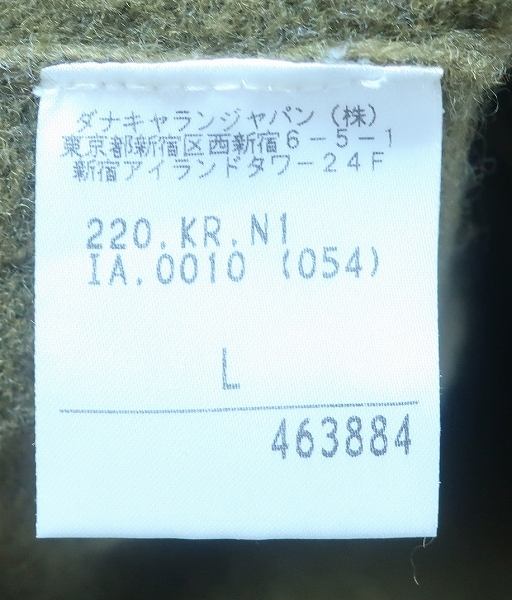 ダナキャランジャパン（株）
東京都新宿区西新宿６－５－１
新宿アイランドタワー２４Ｆ
220.KR.N1
IA.0010 (054)
L
463884